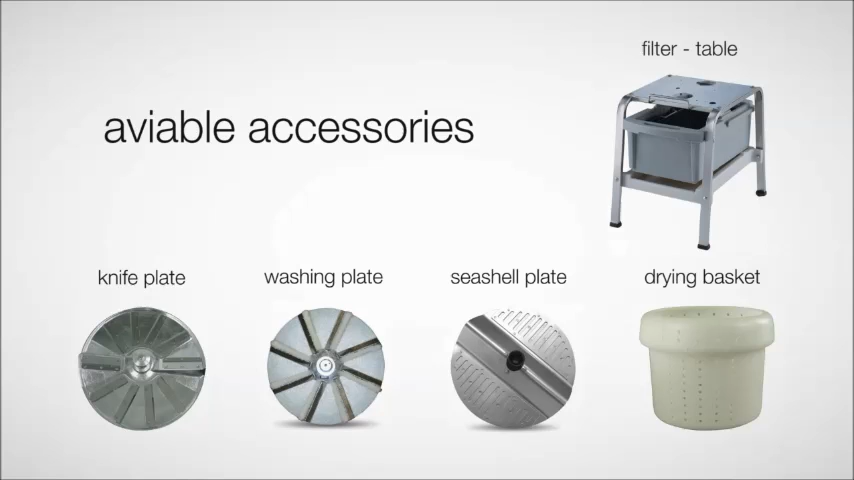 filter - table
aviable accessories
knife plate
washing plate
seashell plate
drying basket